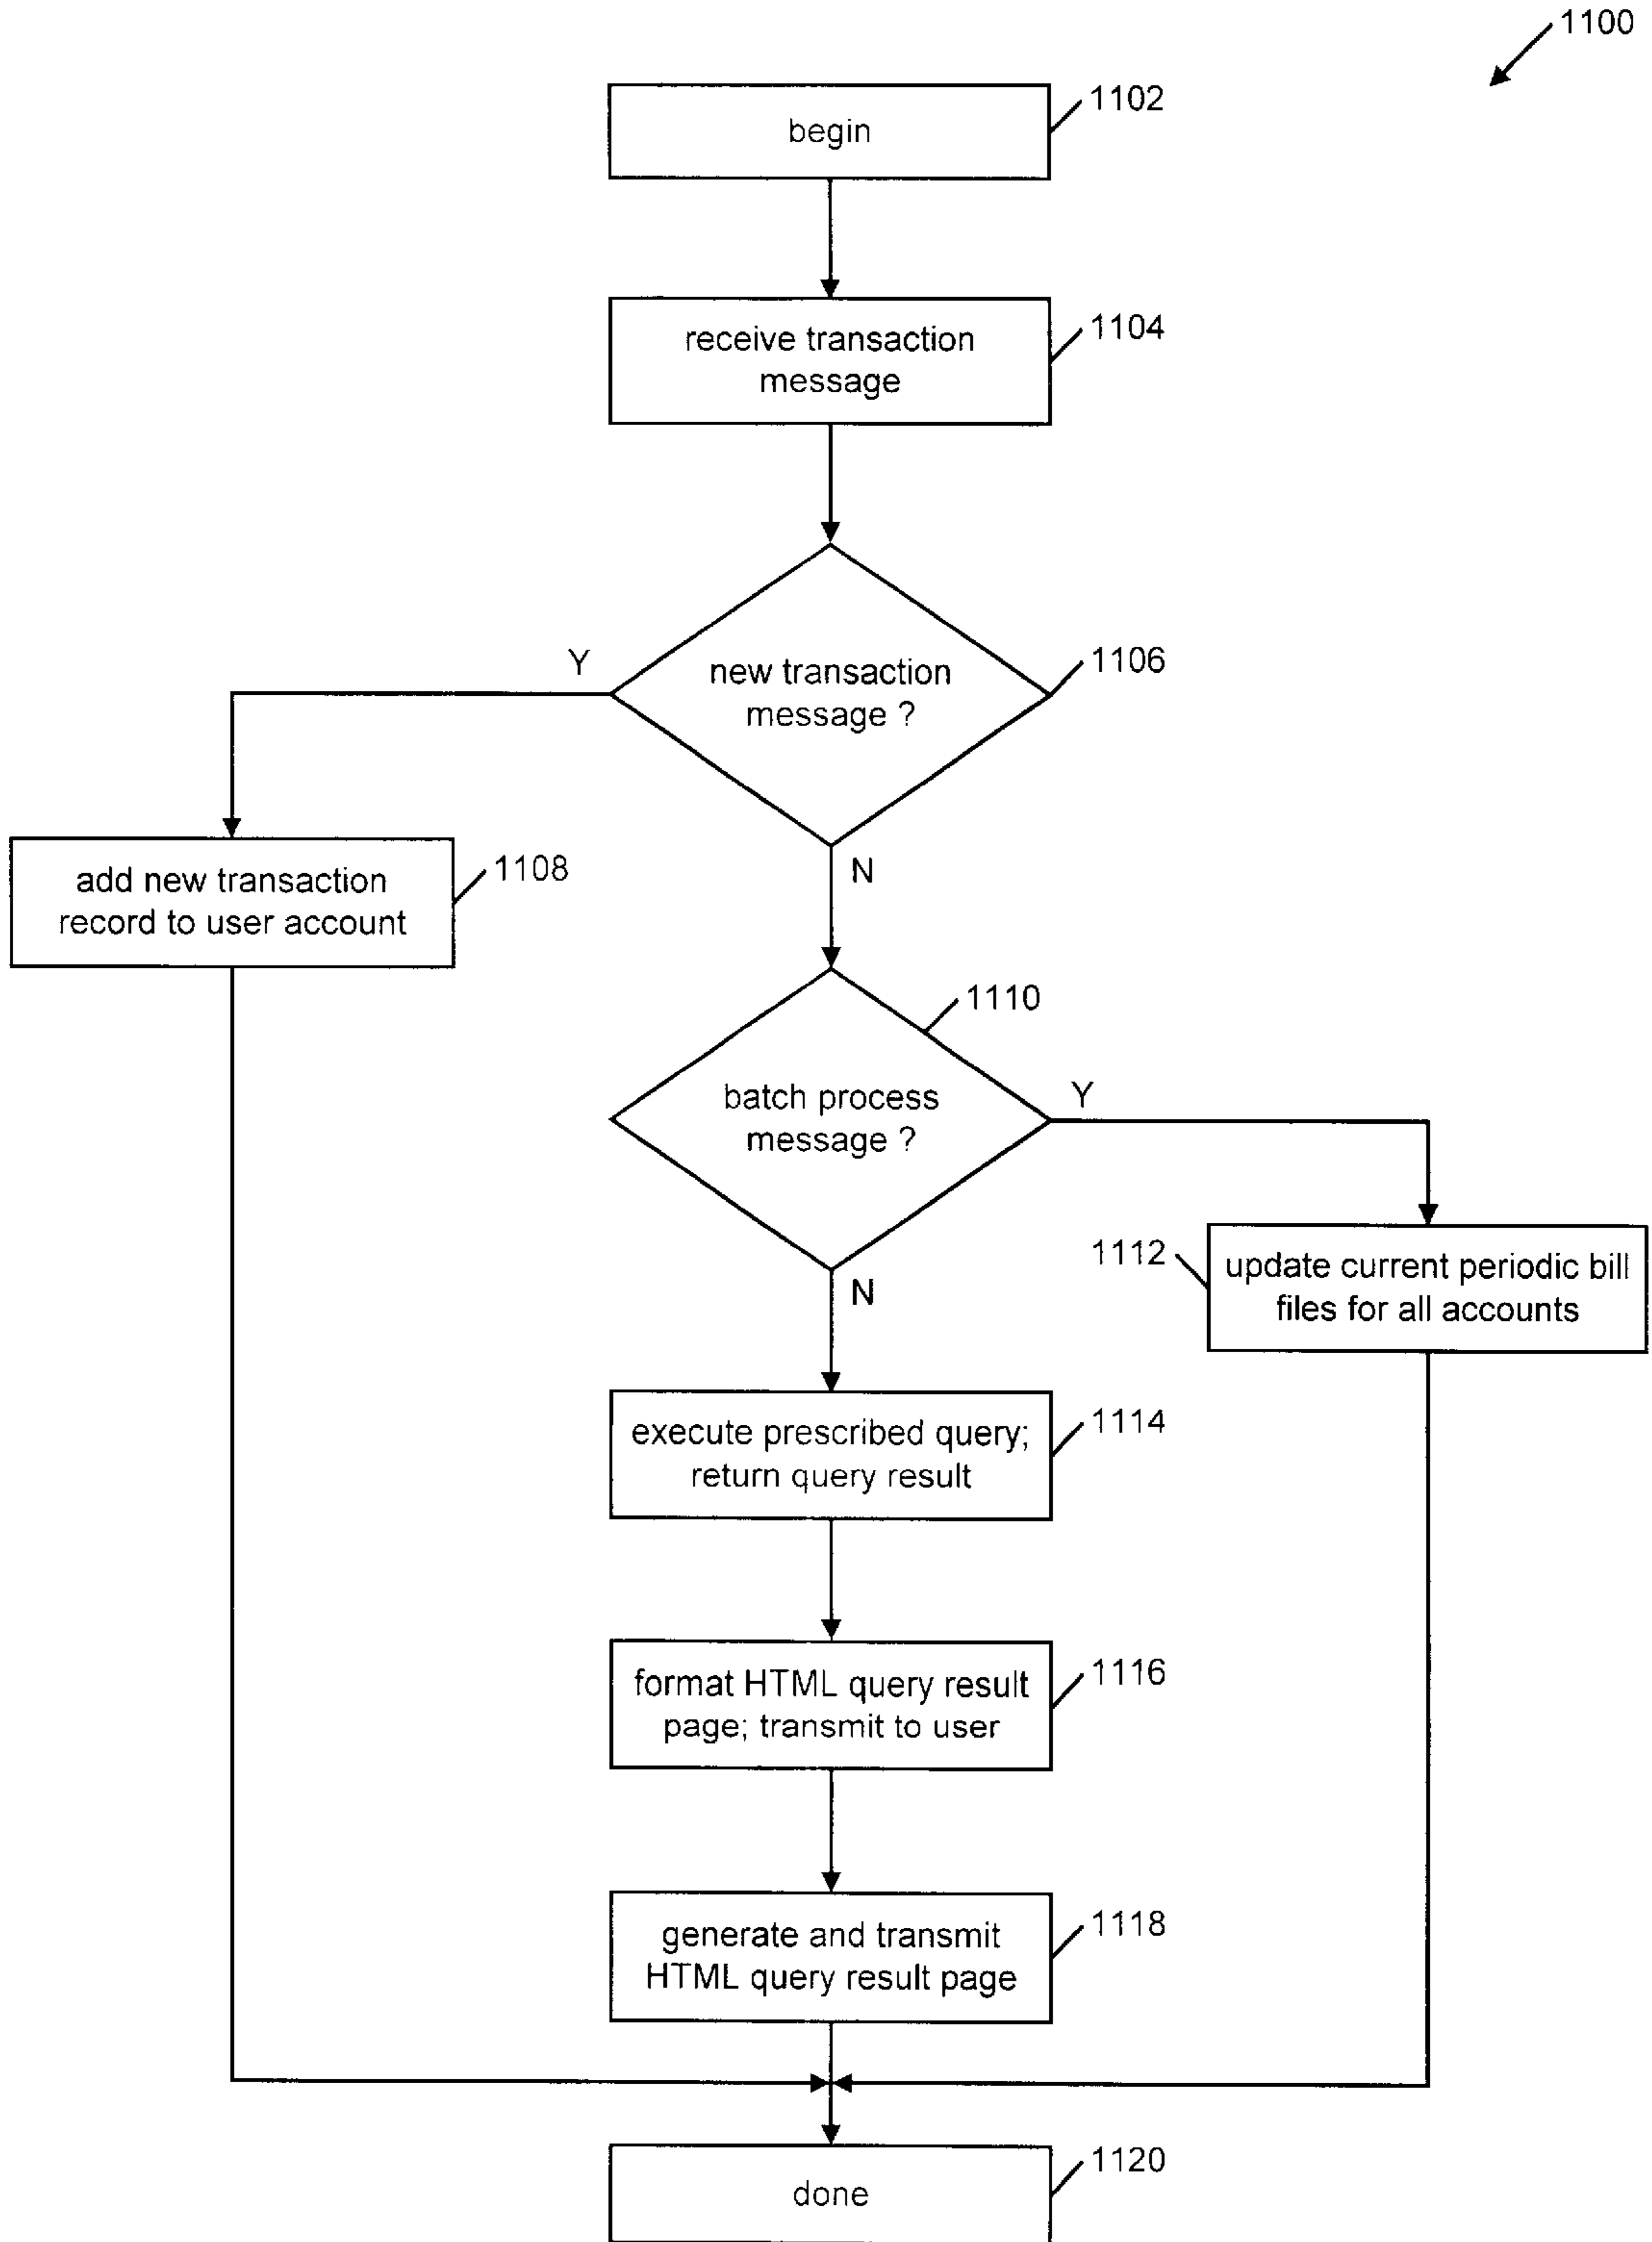 1100
begin
1102
receive transaction
message
1104
new transaction
message ?
1106
Y
N
add new transaction
record to user account
1108
batch process
message ?
1110
Y
N
update current periodic bill
files for all accounts
1112
execute prescribed query;
return query result
1114
format HTML query result
page; transmit to user
1116
generate and transmit
HTML query result page
1118
done
1120